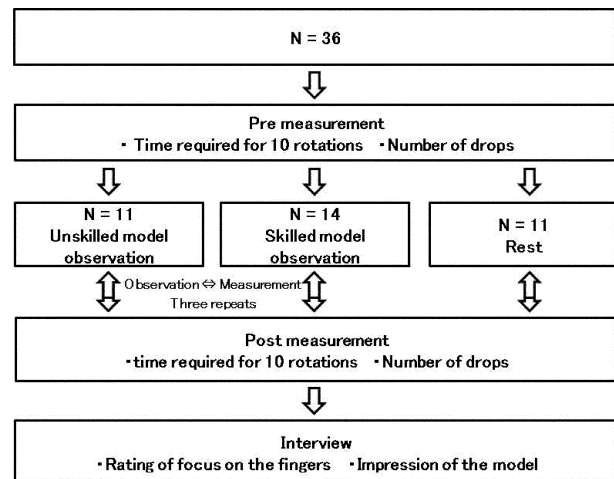 N = 36
Pre measurement
・ Time required for 10 rotations ・Number of drops
N = 11
Unskilled model
observation
N = 14
Skilled model
observation
N = 11
Rest
Observation ⇔ Measurement
Three repeats
Post measurement
・time required for 10 rotations ・Number of drops
Interview
・Rating of focus on the fingers ・Impression of the model